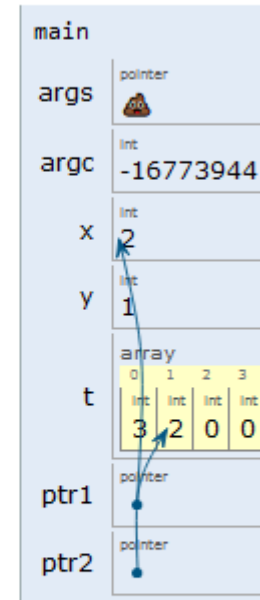 main
args pointer
💩
argc int
-16773944
x int
2
y int
1
t array
0 1 2 3
int int int int
3 2 0 0
ptr1 pointer
ptr2 pointer